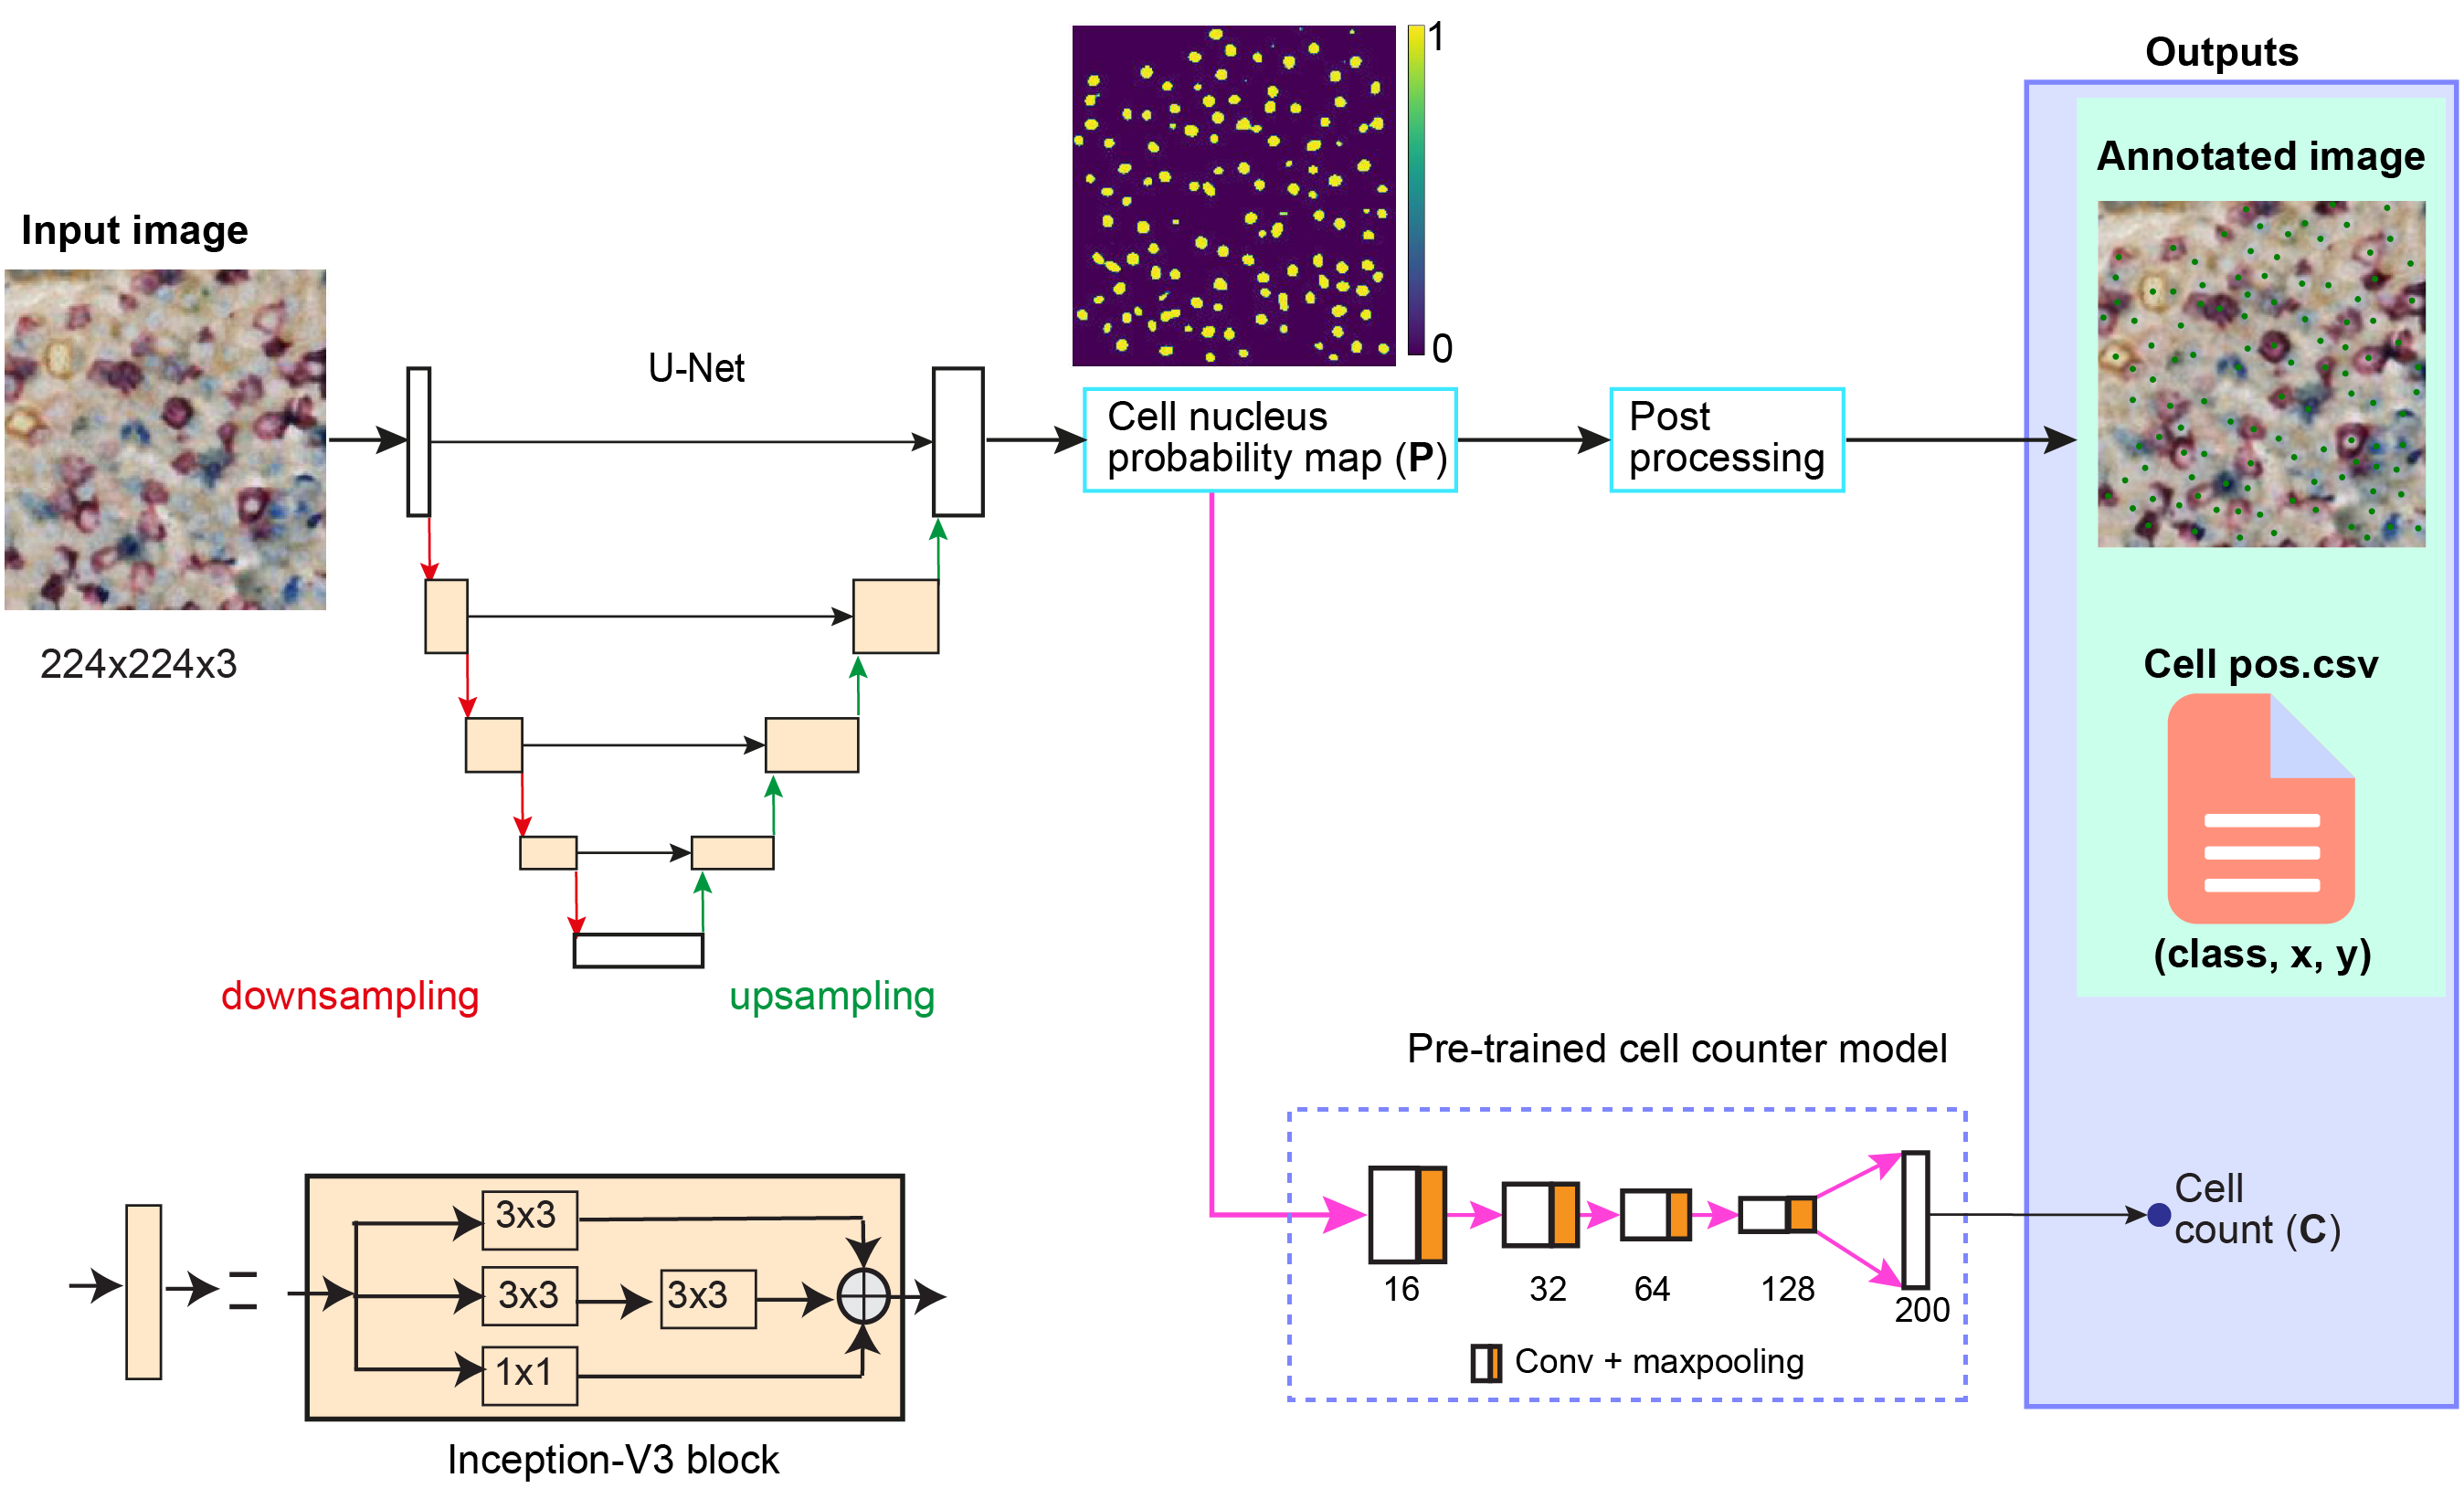 Input image
224x224x3
U-Net
downsampling
upsampling
1
0
Cell nucleus
probability map (P)
Post
processing
Outputs
Annotated image
Cell pos.csv
(class, x, y)
Pre-trained cell counter model
16
32
64
128
200
Conv + maxpooling
Cell
count (C)
=
3x3
3x3
3x3
1x1
Inception-V3 block